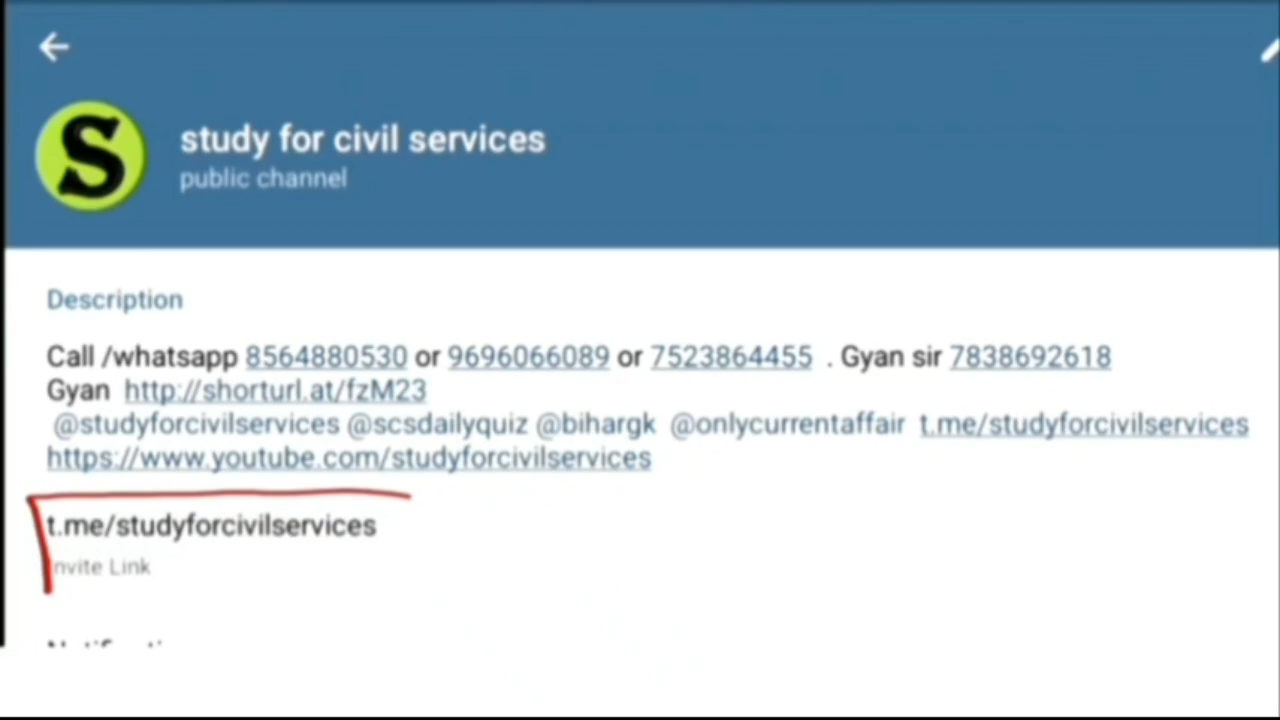 S
study for civil services
public channel
Description
Call /whatsapp 8564880530 or 9696066089 or 7523864455 . Gyan sir 7838692618
Gyan http://shorturl.at/fzM23
@studyforcivilservices @scsdailyquiz @bihargk @onlycurrentaffair t.me/studyforcivilservices
https://www.youtube.com/studyforcivilservices
t.me/studyforcivilservices
Invite Link